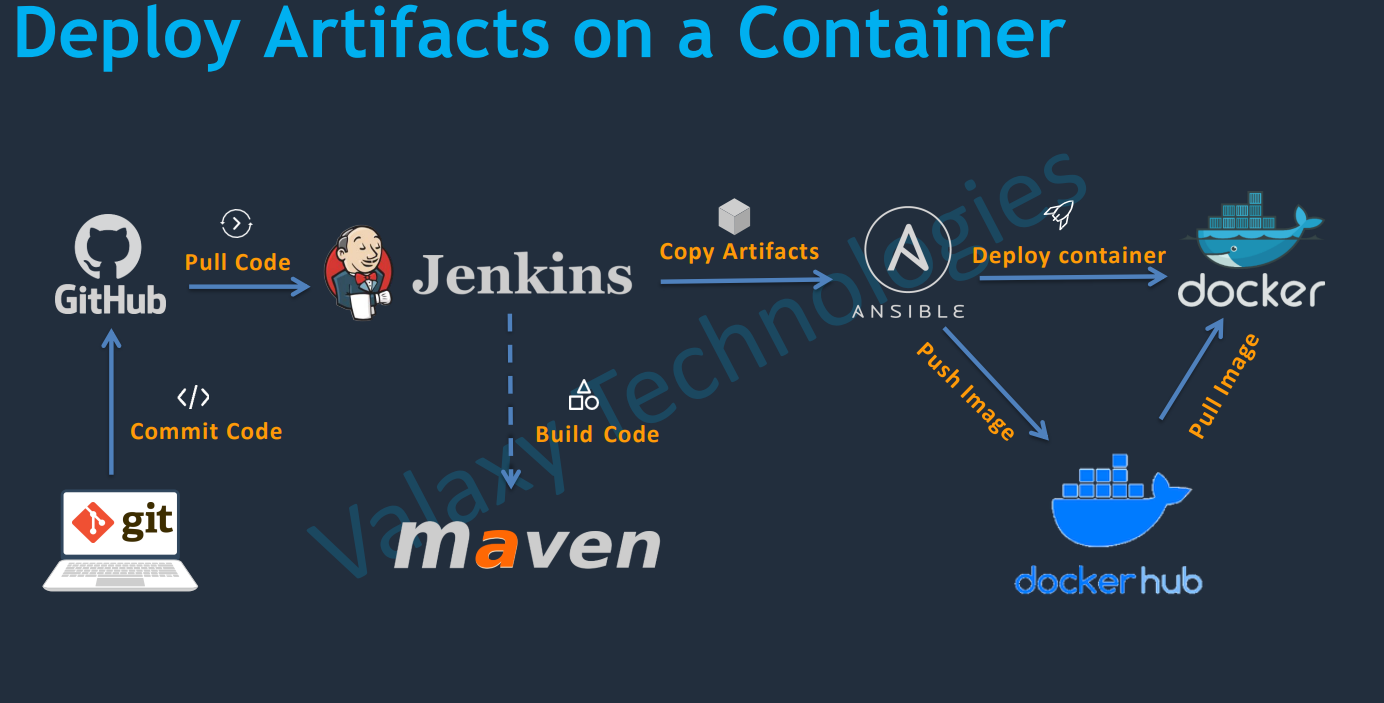 Deploy Artifacts on a Container
GitHub
Pull Code
Jenkins
Copy Artifacts
ANSIBLE
Deploy container
docker
Commit Code
Build Code
Push Image
Pull Image
git
maven
dockerhub
Valaxy Technologies